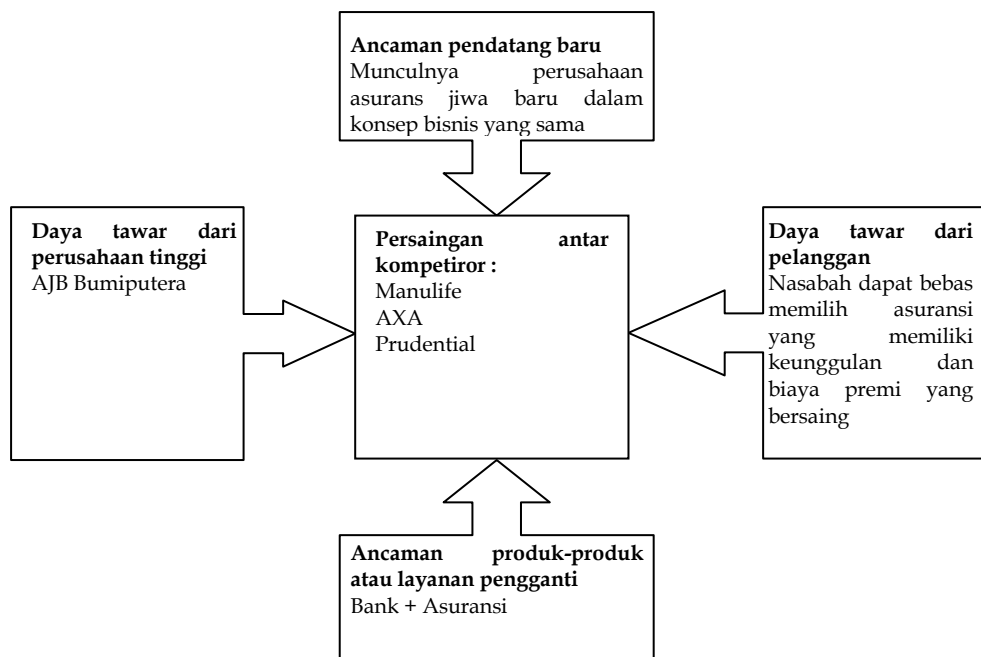 Ancaman pendatang baru
Munculnya perusahaan
asurans jiwa baru dalam
konsep bisnis yang sama
Daya tawar dari
perusahaan tinggi
AJB Bumiputera
Persaingan antar
kompetiror :
Manulife
AXA
Prudential
Daya tawar dari
pelanggan
Nasabah dapat bebas
memilih asuransi
yang memiliki
keunggulan dan
biaya premi yang
bersaing
Ancaman produk-produk
atau layanan pengganti
Bank + Asuransi